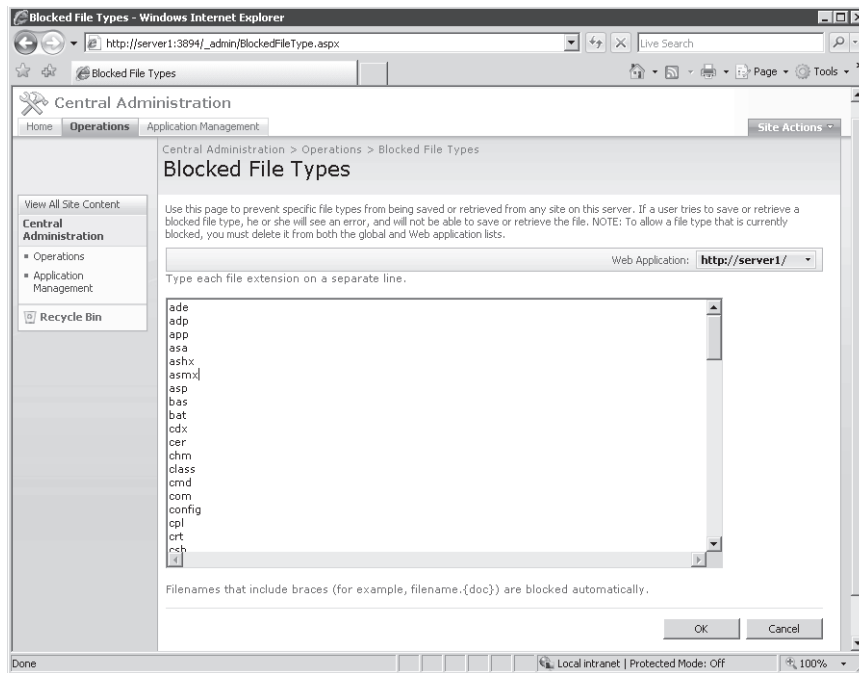 Blocked File Types - Windows Internet Explorer
http://server1:3894/_admin/BlockedFileType.aspx
Live Search
Blocked File Types
Page
Tools
Central Administration
Home
Operations
Application Management
Site Actions
Central Administration > Operations > Blocked File Types
Blocked File Types
View All Site Content
Central
Administration
Operations
Application
Management
Recycle Bin
Use this page to prevent specific file types from being saved or retrieved from any site on this server. If a user tries to save or retrieve a
blocked file type, he or she will see an error, and will not be able to save or retrieve the file. NOTE: To allow a file type that is currently
blocked, you must delete it from both the global and Web application lists.
Web Application: http://server1/
Type each file extension on a separate line.
ade
adp
app
asa
ashx
asmx
asp
bas
bat
cdx
cer
chm
class
cmd
com
config
cpl
crt
csh
Filenames that include braces (for example, filename.{doc}) are blocked automatically.
OK
Cancel
Done
Local intranet | Protected Mode: Off
100%